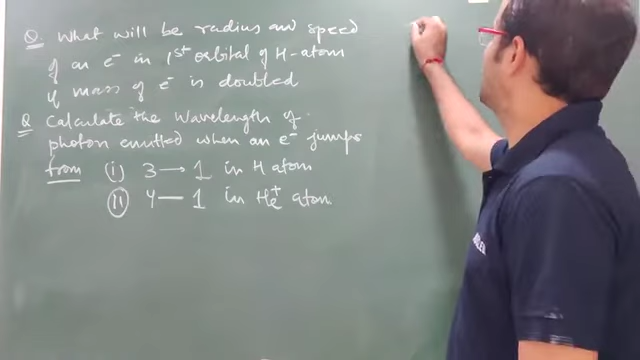 Q. What will be radius and speed
of an e⁻ in 1st orbital of H-atom
if mass of e⁻ is doubled
Q Calculate the Wavelength of
photon emitted when an e⁻ jumps
from (i) 3 → 1 in H atom
(ii) 4 — 1 in He⁺ atom